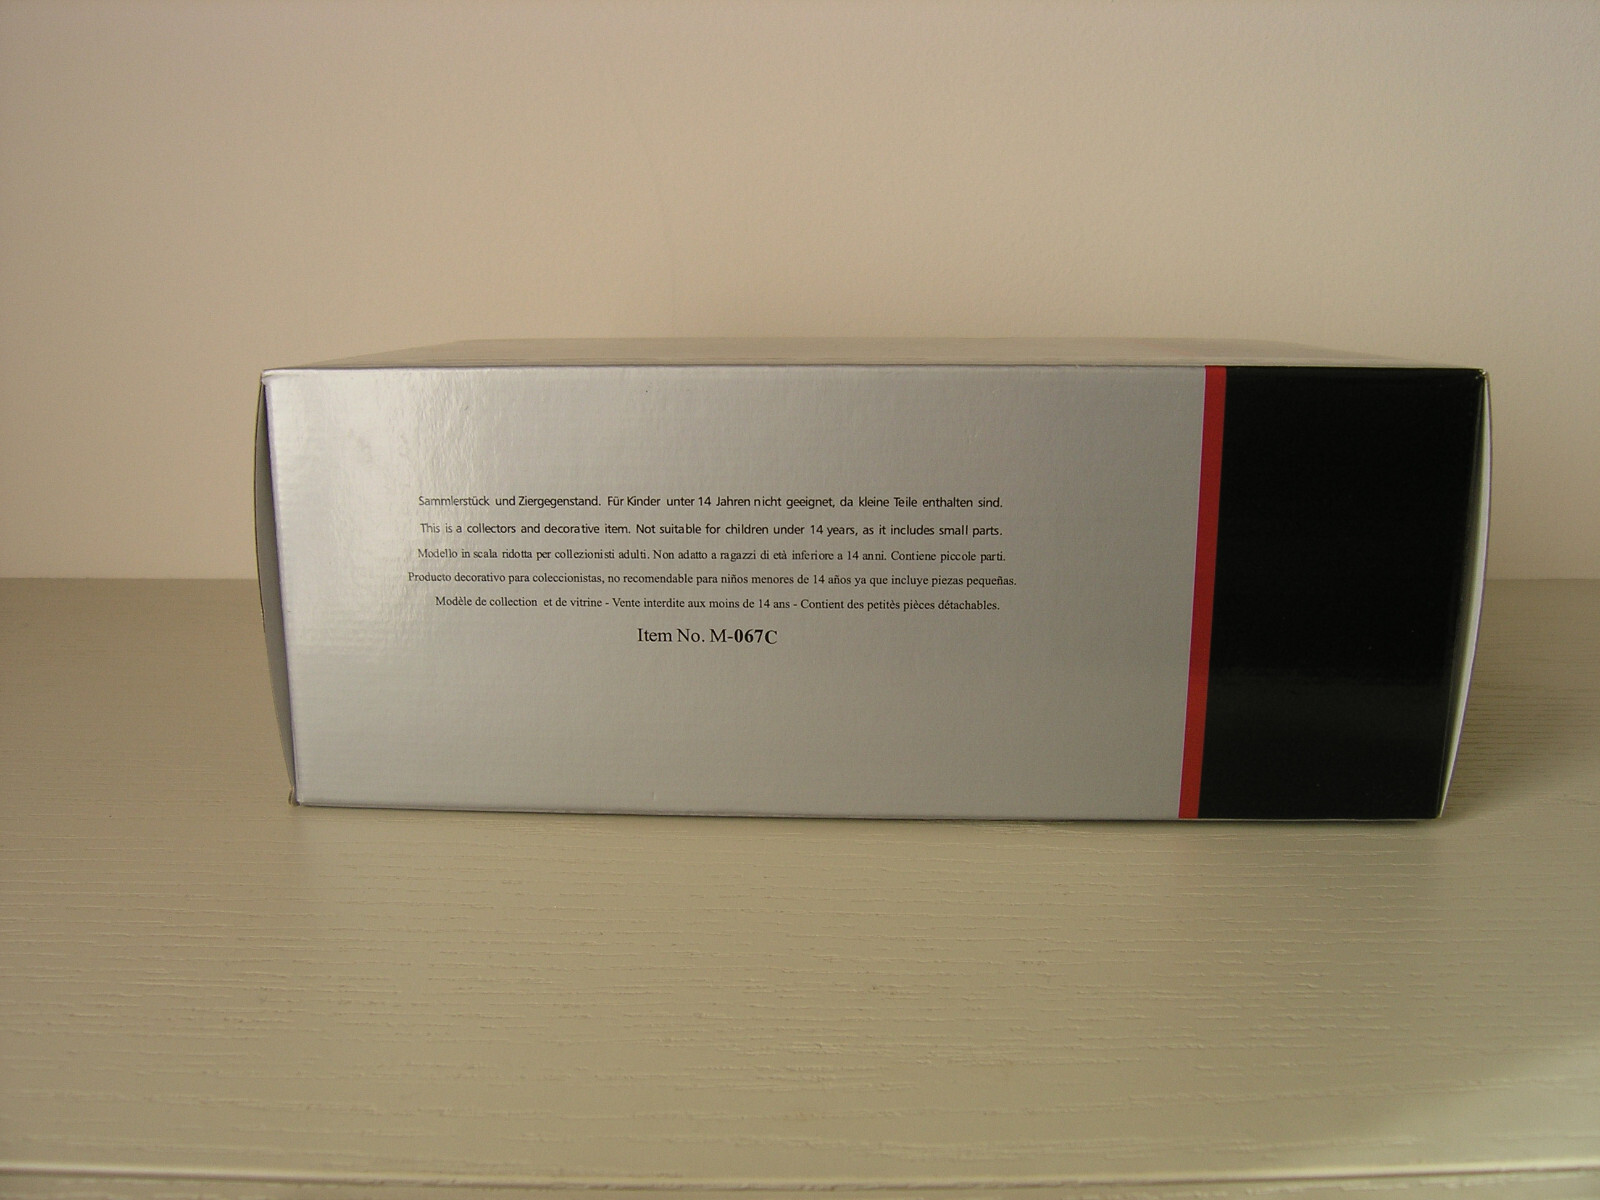 Sammlerstück und Ziergegenstand. Für Kinder unter 14 Jahren nicht geeignet, da kleine Teile enthalten sind.
This is a collectors and decorative item. Not suitable for children under 14 years, as it includes small parts.
Modello in scala ridotta per collezionisti adulti. Non adatto a ragazzi di età inferiore a 14 anni. Contiene piccole parti.
Producto decorativo para coleccionistas, no recomendable para niños menores de 14 años ya que incluye piezas pequeñas.
Modèle de collection et de vitrine - Vente interdite aux moins de 14 ans - Contient des petitès pièces détachables.
Item No. M-067C